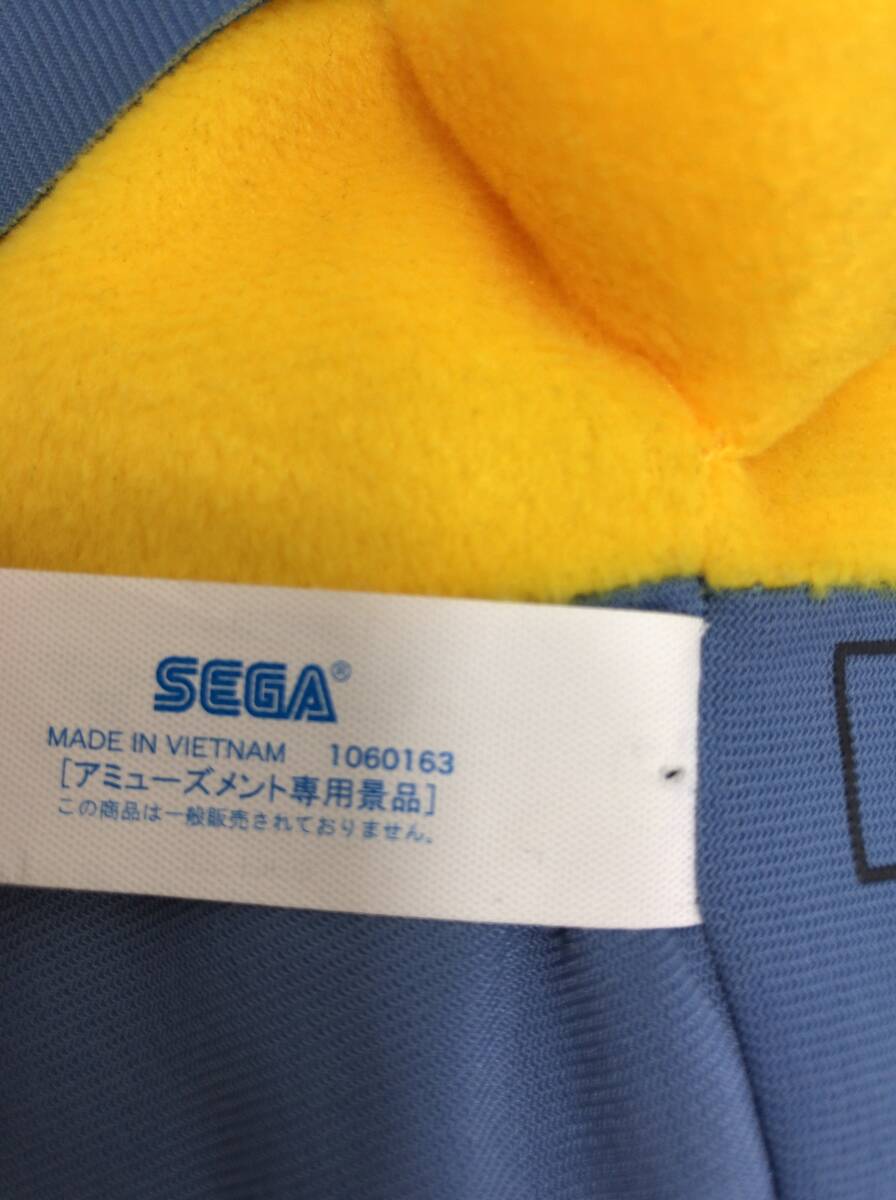 SEGA®
MADE IN VIETNAM 1060163
[アミューズメント専用景品]
この商品は一般販売されておりません。